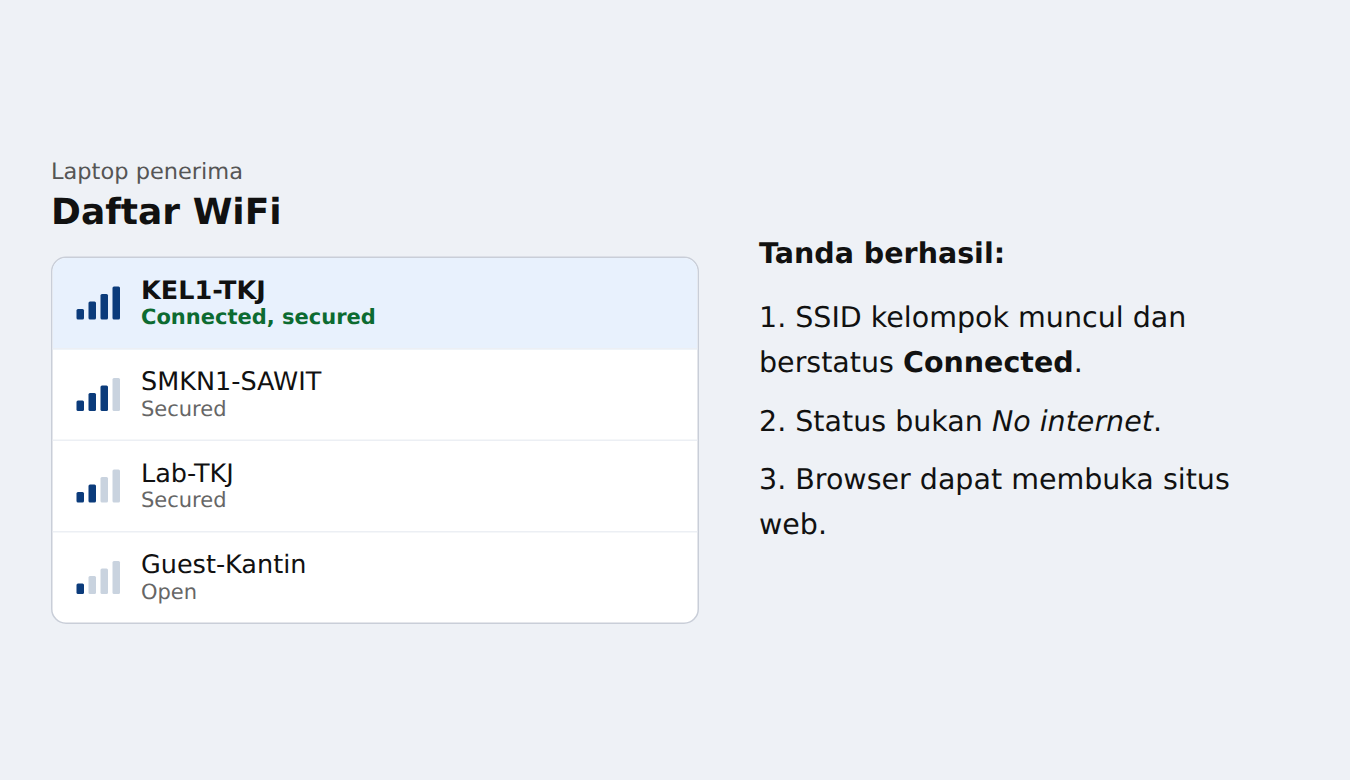 Laptop penerima
Daftar WiFi
KEL1-TKJ
Connected, secured
SMKN1-SAWIT
Secured
Lab-TKJ
Secured
Guest-Kantin
Open
Tanda berhasil:
1. SSID kelompok muncul dan
berstatus Connected.
2. Status bukan No internet.
3. Browser dapat membuka situs
web.